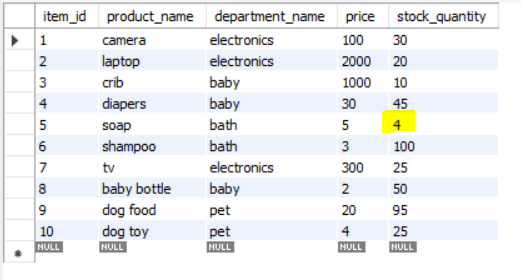 item_id product_name department_name price stock_quantity
1 camera electronics 100 30
2 laptop electronics 2000 20
3 crib baby 1000 10
4 diapers baby 30 45
5 soap bath 5 4
6 shampoo bath 3 100
7 tv electronics 300 25
8 baby bottle baby 2 50
9 dog food pet 20 95
10 dog toy pet 4 25
NULL NULL NULL NULL NULL